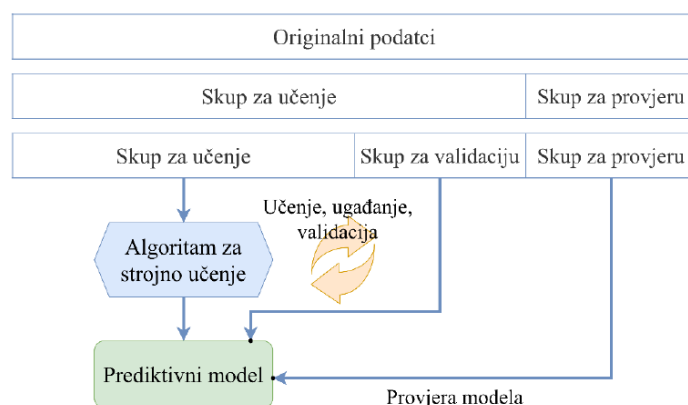 Originalni podatci
Skup za učenje
Skup za provjeru
Skup za učenje
Skup za validaciju
Skup za provjeru
Učenje, ugađanje,
validacija
Algoritam za
strojno učenje
Prediktivni model
Provjera modela